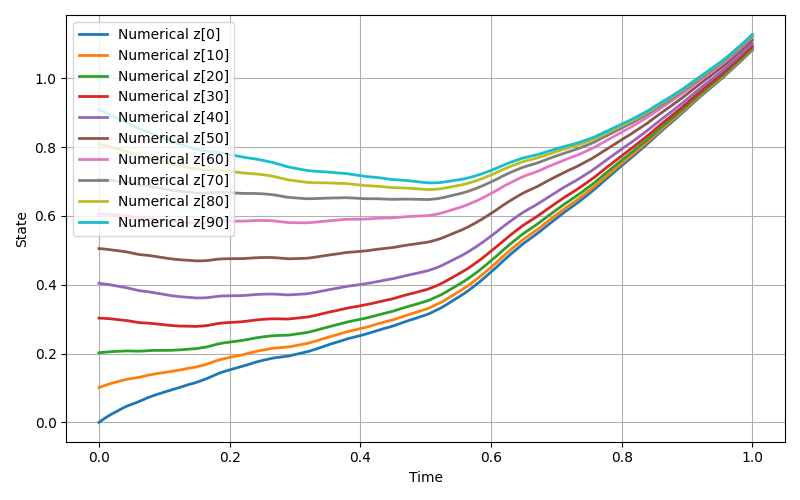 Numerical z[0]
Numerical z[10]
Numerical z[20]
Numerical z[30]
Numerical z[40]
Numerical z[50]
Numerical z[60]
Numerical z[70]
Numerical z[80]
Numerical z[90]
State
1.0
0.8
0.6
0.4
0.2
0.0
0.0 0.2 0.4 0.6 0.8 1.0
Time